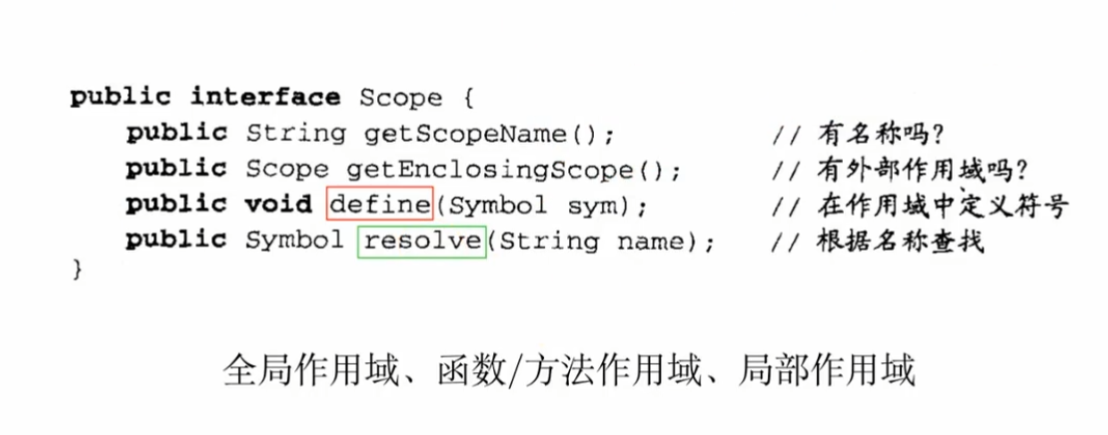 public interface Scope {
public String getScopeName(); // 有名称吗?
public Scope getEnclosingScope(); // 有外部作用域吗?
public void define(Symbol sym); // 在作用域中定义符号
public Symbol resolve(String name); // 根据名称查找
}
全局作用域、函数/方法作用域、局部作用域